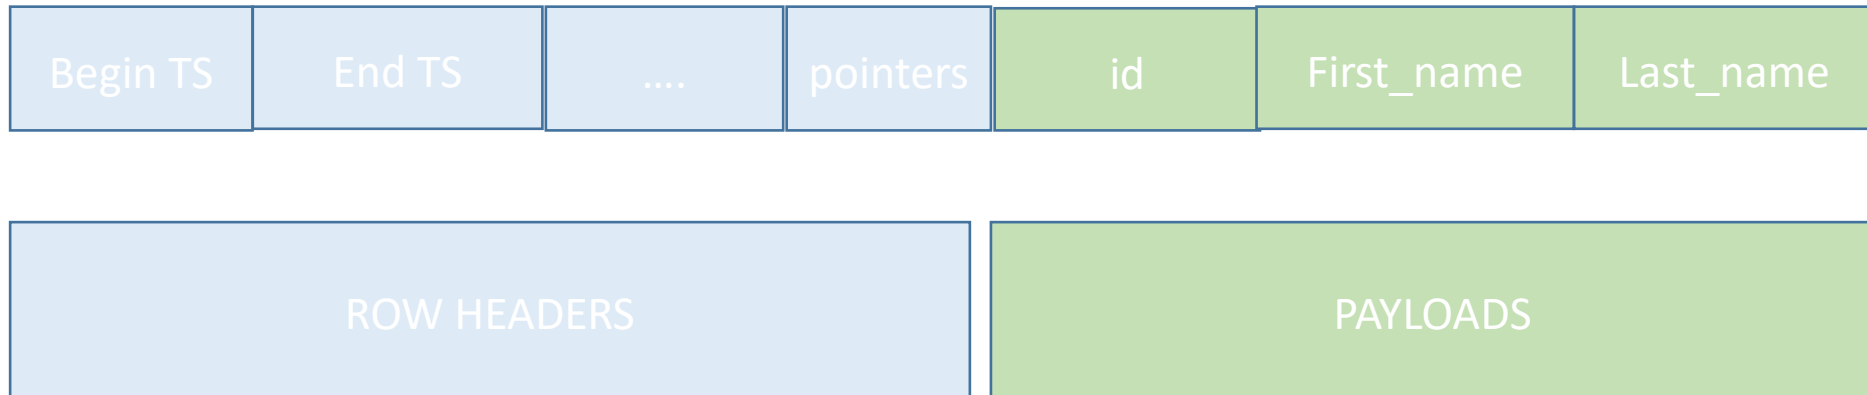 Begin TS End TS .... pointers id First_name Last_name
ROW HEADERS PAYLOADS